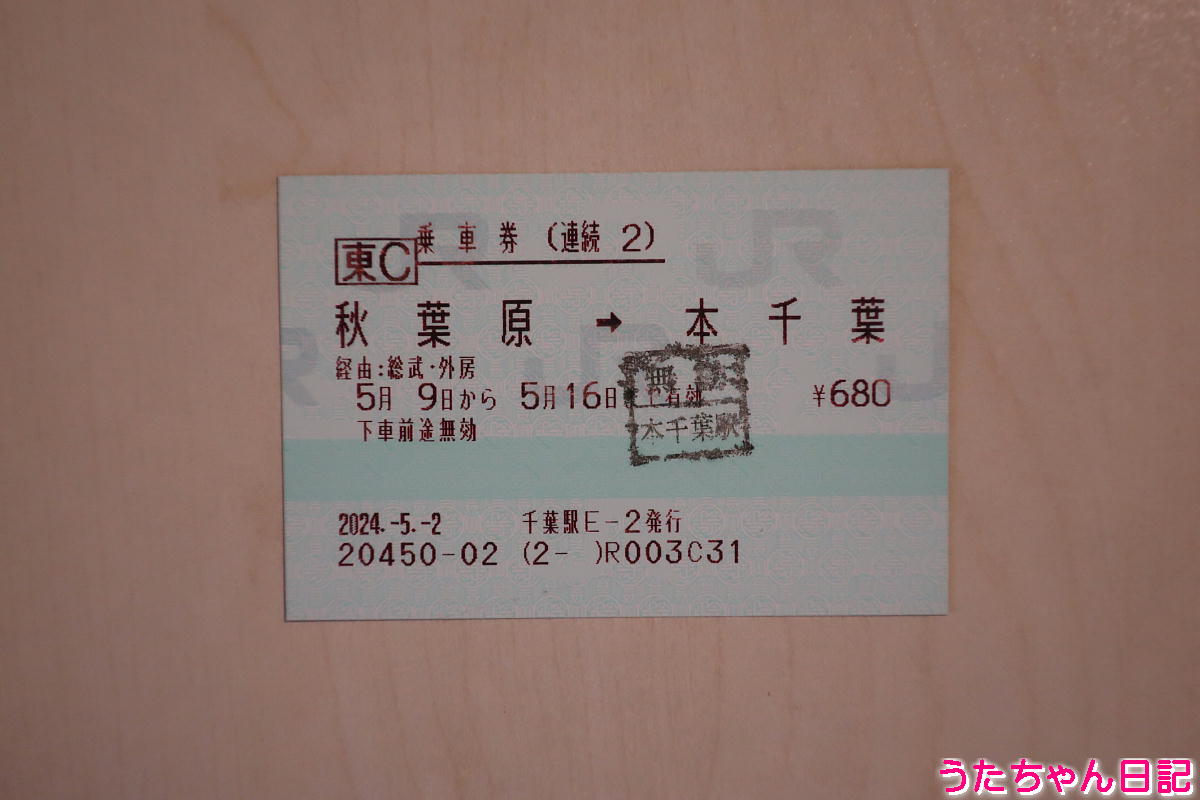 乗車券(連続 2)
東C
秋葉原 → 本千葉
経由:総武・外房
5月 9日から 5月16日 有効 ¥680
下車前途無効
無
本千葉駅
2024.-5.-2 千葉駅E-2発行
20450-02 (2- )R003C31
JR
JR
うたちゃん日記